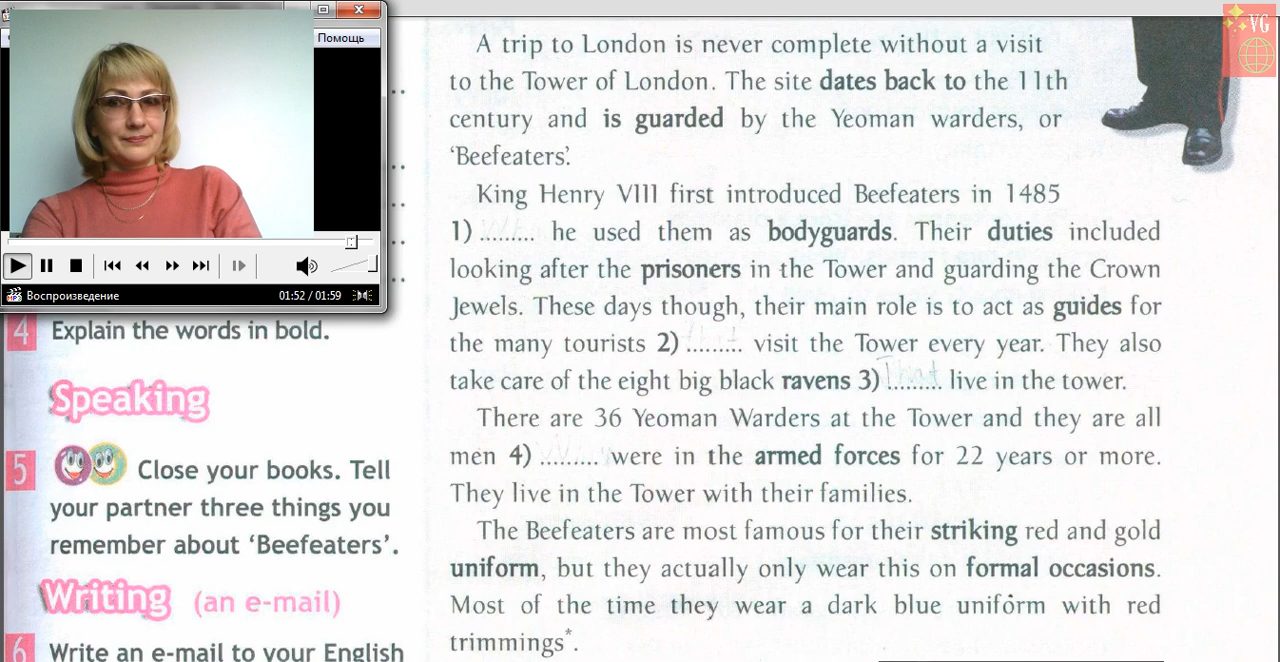 Помощь
Воспроизведение
01:52 / 01:59
4 Explain the words in bold.
Speaking
5 Close your books. Tell
your partner three things you
remember about ‘Beefeaters’.
Writing (an e-mail)
6 Write an e-mail to your English
A trip to London is never complete without a visit
to the Tower of London. The site dates back to the 11th
century and is guarded by the Yeoman warders, or
‘Beefeaters’.
King Henry VIII first introduced Beefeaters in 1485
1) ......... he used them as bodyguards. Their duties included
looking after the prisoners in the Tower and guarding the Crown
Jewels. These days though, their main role is to act as guides for
the many tourists 2) ......... visit the Tower every year. They also
take care of the eight big black ravens 3) ......... live in the tower.
There are 36 Yeoman Warders at the Tower and they are all
men 4) ......... were in the armed forces for 22 years or more.
They live in the Tower with their families.
The Beefeaters are most famous for their striking red and gold
uniform, but they actually only wear this on formal occasions.
Most of the time they wear a dark blue uniform with red
trimmings*.
VG